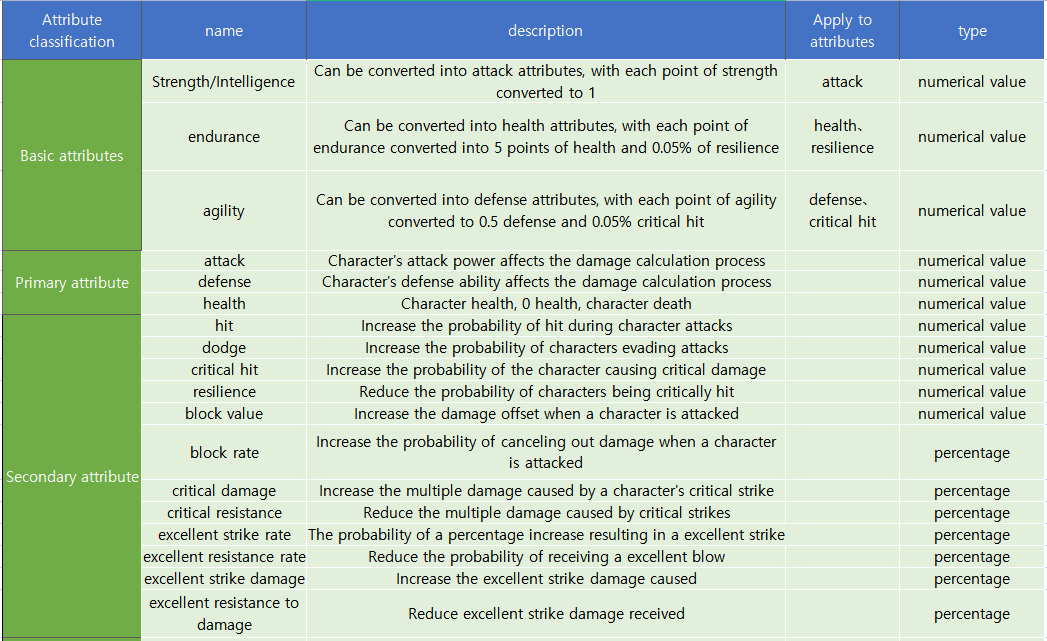 Attribute
classification
name
description
Apply to
attributes
type
Basic attributes
Strength/Intelligence
Can be converted into attack attributes, with each point of strength
converted to 1
attack
numerical value
endurance
Can be converted into health attributes, with each point of
endurance converted into 5 points of health and 0.05% of resilience
health、
resilience
numerical value
agility
Can be converted into defense attributes, with each point of agility
converted to 0.5 defense and 0.05% critical hit
defense、
critical hit
numerical value
Primary attribute
attack
Character's attack power affects the damage calculation process
numerical value
defense
Character's defense ability affects the damage calculation process
numerical value
health
Character health, 0 health, character death
numerical value
Secondary attribute
hit
Increase the probability of hit during character attacks
numerical value
dodge
Increase the probability of characters evading attacks
numerical value
critical hit
Increase the probability of the character causing critical damage
numerical value
resilience
Reduce the probability of characters being critically hit
numerical value
block value
Increase the damage offset when a character is attacked
numerical value
block rate
Increase the probability of canceling out damage when a character
is attacked
percentage
critical damage
Increase the multiple damage caused by a character's critical strike
percentage
critical resistance
Reduce the multiple damage caused by critical strikes
percentage
excellent strike rate
The probability of a percentage increase resulting in a excellent strike
percentage
excellent resistance rate
Reduce the probability of receiving a excellent blow
percentage
excellent strike damage
Increase the excellent strike damage caused
percentage
excellent resistance to
damage
Reduce excellent strike damage received
percentage